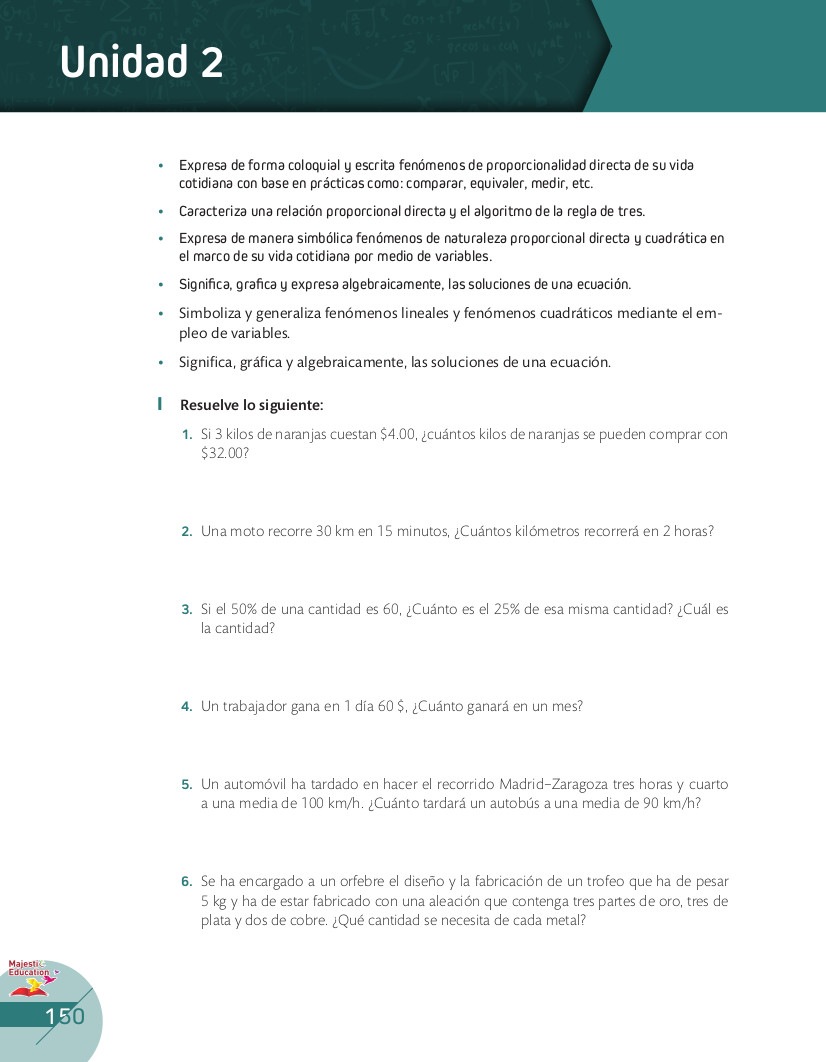 Unidad 2
• Expresa de forma coloquial y escrita fenómenos de proporcionalidad directa de su vida
cotidiana con base en prácticas como: comparar, equivaler, medir, etc.
• Caracteriza una relación proporcional directa y el algoritmo de la regla de tres.
• Expresa de manera simbólica fenómenos de naturaleza proporcional directa y cuadrática en
el marco de su vida cotidiana por medio de variables.
• Significa, grafica y expresa algebraicamente, las soluciones de una ecuación.
• Simboliza y generaliza fenómenos lineales y fenómenos cuadráticos mediante el em-
pleo de variables.
• Significa, gráfica y algebraicamente, las soluciones de una ecuación.
I Resuelve lo siguiente:
1. Si 3 kilos de naranjas cuestan $4.00, ¿cuántos kilos de naranjas se pueden comprar con
$32.00?
2. Una moto recorre 30 km en 15 minutos, ¿Cuántos kilómetros recorrerá en 2 horas?
3. Si el 50% de una cantidad es 60, ¿Cuánto es el 25% de esa misma cantidad? ¿Cuál es
la cantidad?
4. Un trabajador gana en 1 día 60 $, ¿Cuánto ganará en un mes?
5. Un automóvil ha tardado en hacer el recorrido Madrid–Zaragoza tres horas y cuarto
a una media de 100 km/h. ¿Cuánto tardará un autobús a una media de 90 km/h?
6. Se ha encargado a un orfebre el diseño y la fabricación de un trofeo que ha de pesar
5 kg y ha de estar fabricado con una aleación que contenga tres partes de oro, tres de
plata y dos de cobre. ¿Qué cantidad se necesita de cada metal?
Majesti
Education
150